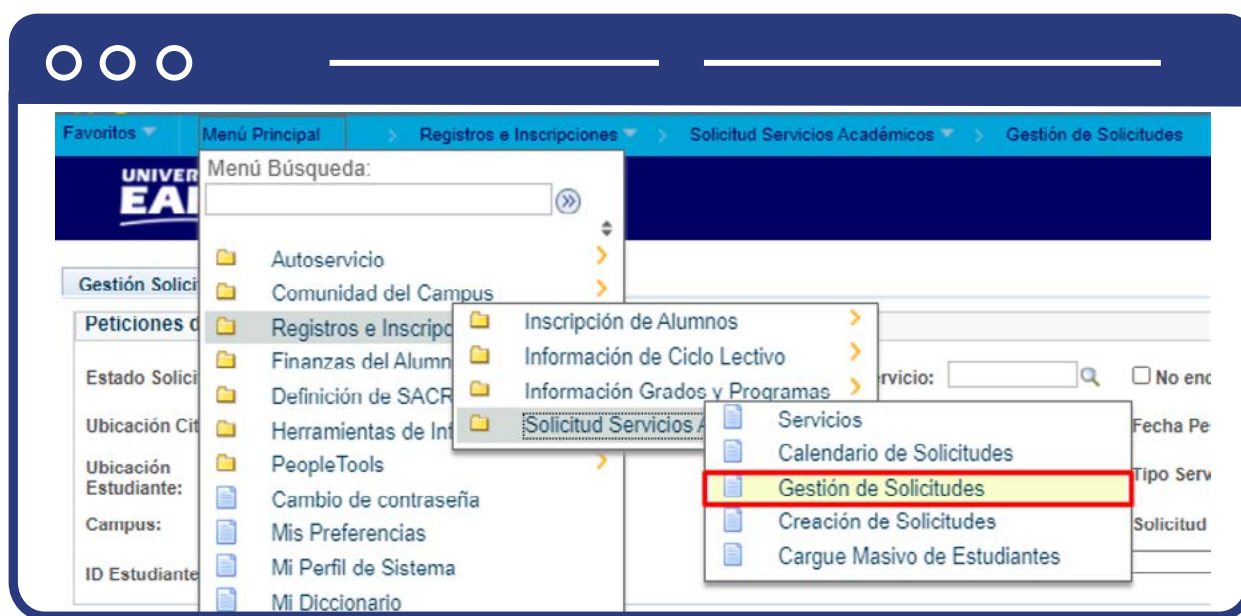 Favoritos Menú Principal > Registros e Inscripciones > Solicitud Servicios Académicos > Gestión de Solicitudes
Menú Búsqueda:
Autoservicio
Comunidad del Campus
Registros e Inscripc
Finanzas del Alumn
Definición de SACR
Herramientas de Int
PeopleTools
Cambio de contraseña
Mis Preferencias
Mi Perfil de Sistema
Mi Diccionario
Inscripción de Alumnos
Información de Ciclo Lectivo
Información Grados y Programas
Solicitud Servicios A
Servicios
Calendario de Solicitudes
Gestión de Solicitudes
Creación de Solicitudes
Cargue Masivo de Estudiantes
UNIVER
EA
Gestión Solici
Peticiones d
Estado Solici
rvicio:
No enc
Ubicación Cit
Fecha Pe
Ubicación
Estudiante:
Tipo Serv
Campus:
Solicitud
ID Estudiante